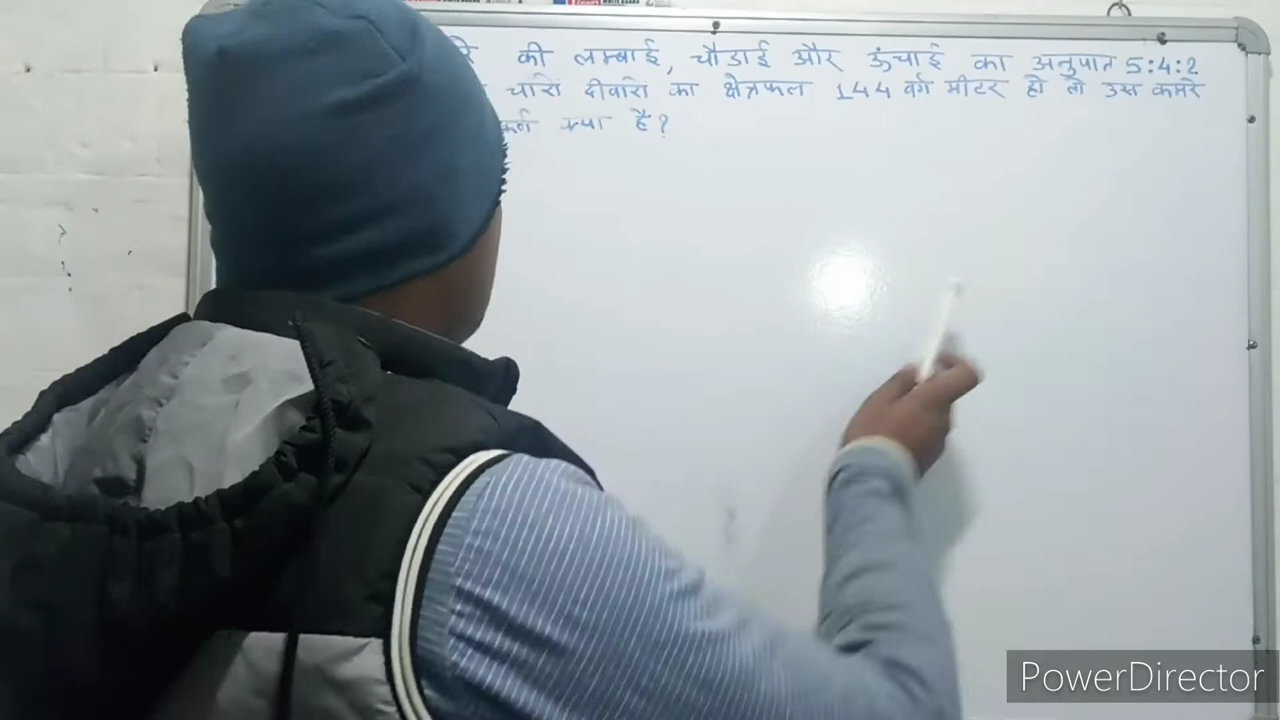 की लम्बाई, चौडाई और ऊंचाई का अनुपात 5:4:2
चारो दीवारो का क्षेत्रफल 144 वर्ग मीटर हो तो उस कमरे
क्या है?
PowerDirector